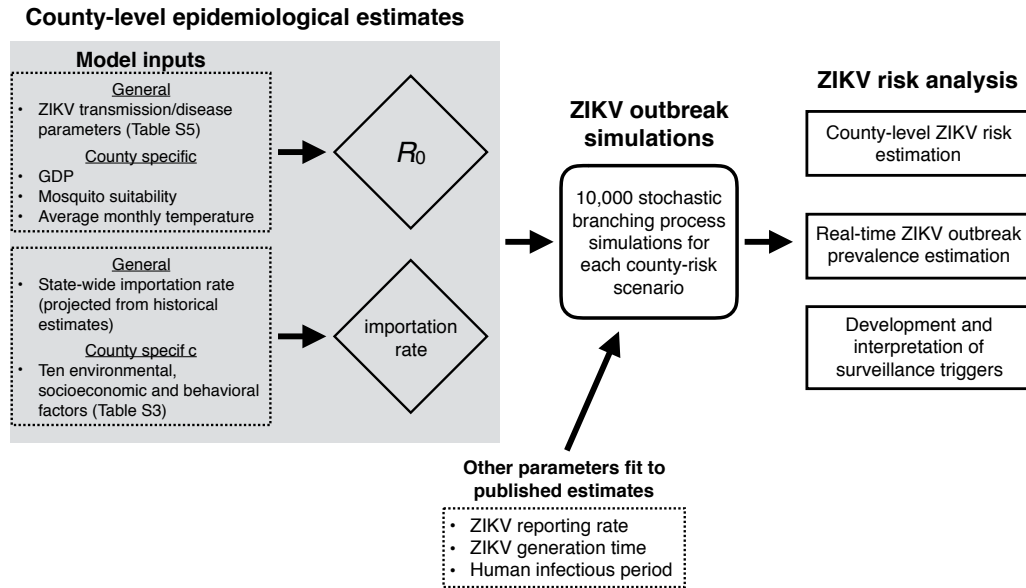 County-level epidemiological estimates
Model inputs
General
• ZIKV transmission/disease
parameters (Table S5)
County specific
• GDP
• Mosquito suitability
• Average monthly temperature
R0
General
• State-wide importation rate
(projected from historical
estimates)
County specif c
• Ten environmental,
socioeconomic and behavioral
factors (Table S3)
importation
rate
ZIKV outbreak
simulations
10,000 stochastic
branching process
simulations for
each county-risk
scenario
Other parameters fit to
published estimates
• ZIKV reporting rate
• ZIKV generation time
• Human infectious period
ZIKV risk analysis
County-level ZIKV risk
estimation
Real-time ZIKV outbreak
prevalence estimation
Development and
interpretation of
surveillance triggers